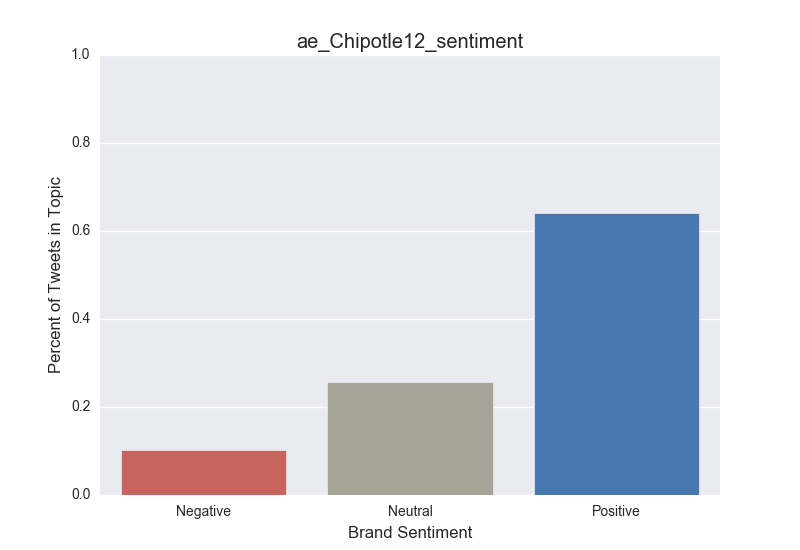 ae_Chipotle12_sentiment
1.0
0.8
0.6
0.4
0.2
0.0
Percent of Tweets in Topic
Negative Neutral Positive
Brand Sentiment